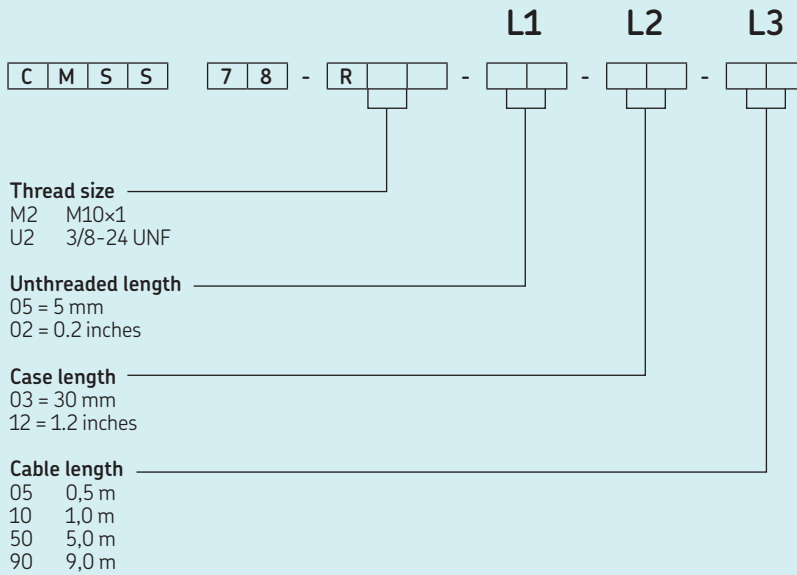 L1 L2 L3
C M S S 7 8 - R - - -
Thread size
M2 M10×1
U2 3/8-24 UNF
Unthreaded length
05 = 5 mm
02 = 0.2 inches
Case length
03 = 30 mm
12 = 1.2 inches
Cable length
05 0,5 m
10 1,0 m
50 5,0 m
90 9,0 m